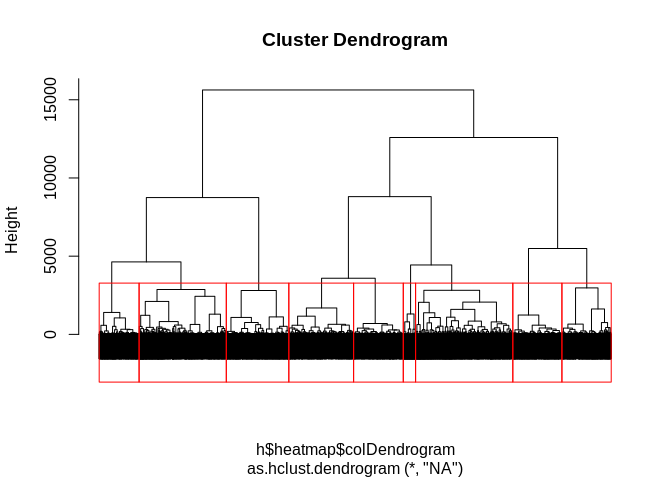 Cluster Dendrogram
Height
15000
10000
5000
0
h$heatmap$colDendrogram
as.hclust.dendrogram (*, "NA")